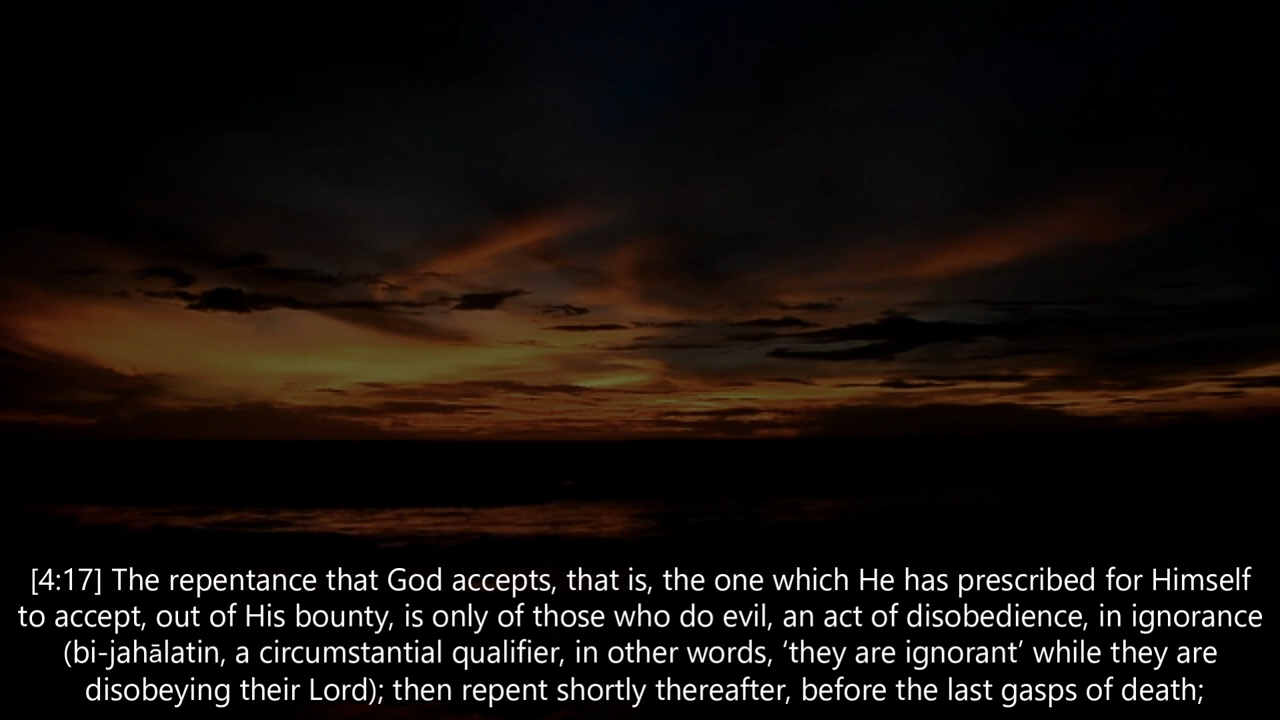 [4:17] The repentance that God accepts, that is, the one which He has prescribed for Himself
to accept, out of His bounty, is only of those who do evil, an act of disobedience, in ignorance
(bi-jahālatin, a circumstantial qualifier, in other words, ‘they are ignorant’ while they are
disobeying their Lord); then repent shortly thereafter, before the last gasps of death;